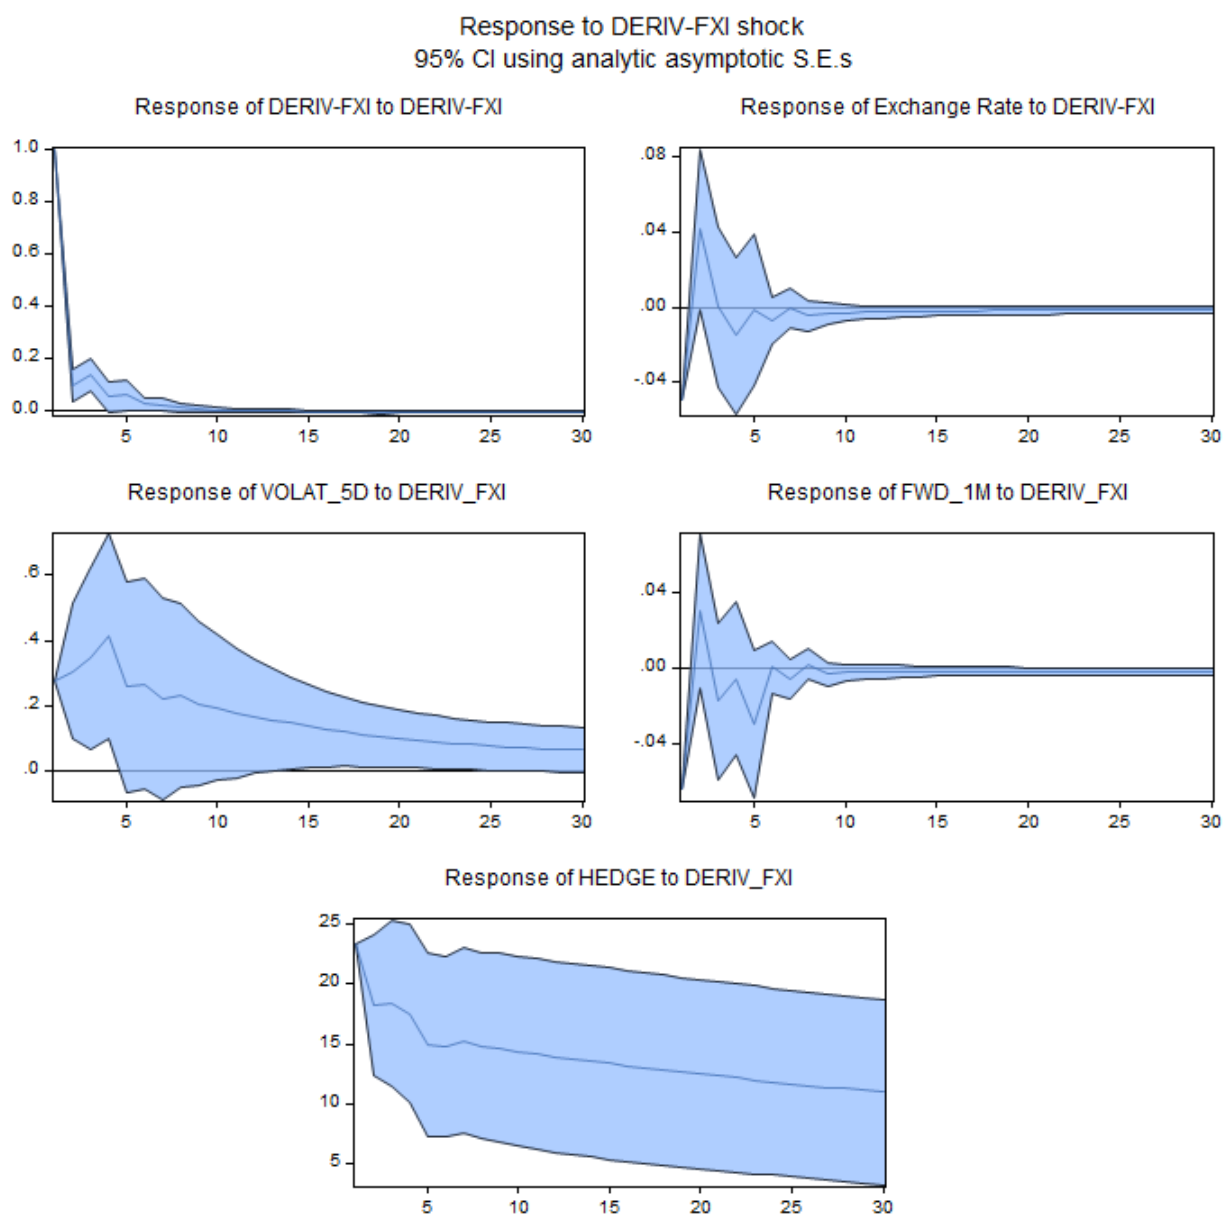 Response to DERIV-FXI shock
95% CI using analytic asymptotic S.E.s
Response of DERIV-FXI to DERIV-FXI
1.0
0.8
0.6
0.4
0.2
0.0
5 10 15 20 25 30
Response of Exchange Rate to DERIV-FXI
.08
.04
.00
-.04
5 10 15 20 25 30
Response of VOLAT_5D to DERIV_FXI
.6
.4
.2
.0
5 10 15 20 25 30
Response of FWD_1M to DERIV_FXI
.04
.00
-.04
5 10 15 20 25 30
Response of HEDGE to DERIV_FXI
25
20
15
10
5
5 10 15 20 25 30